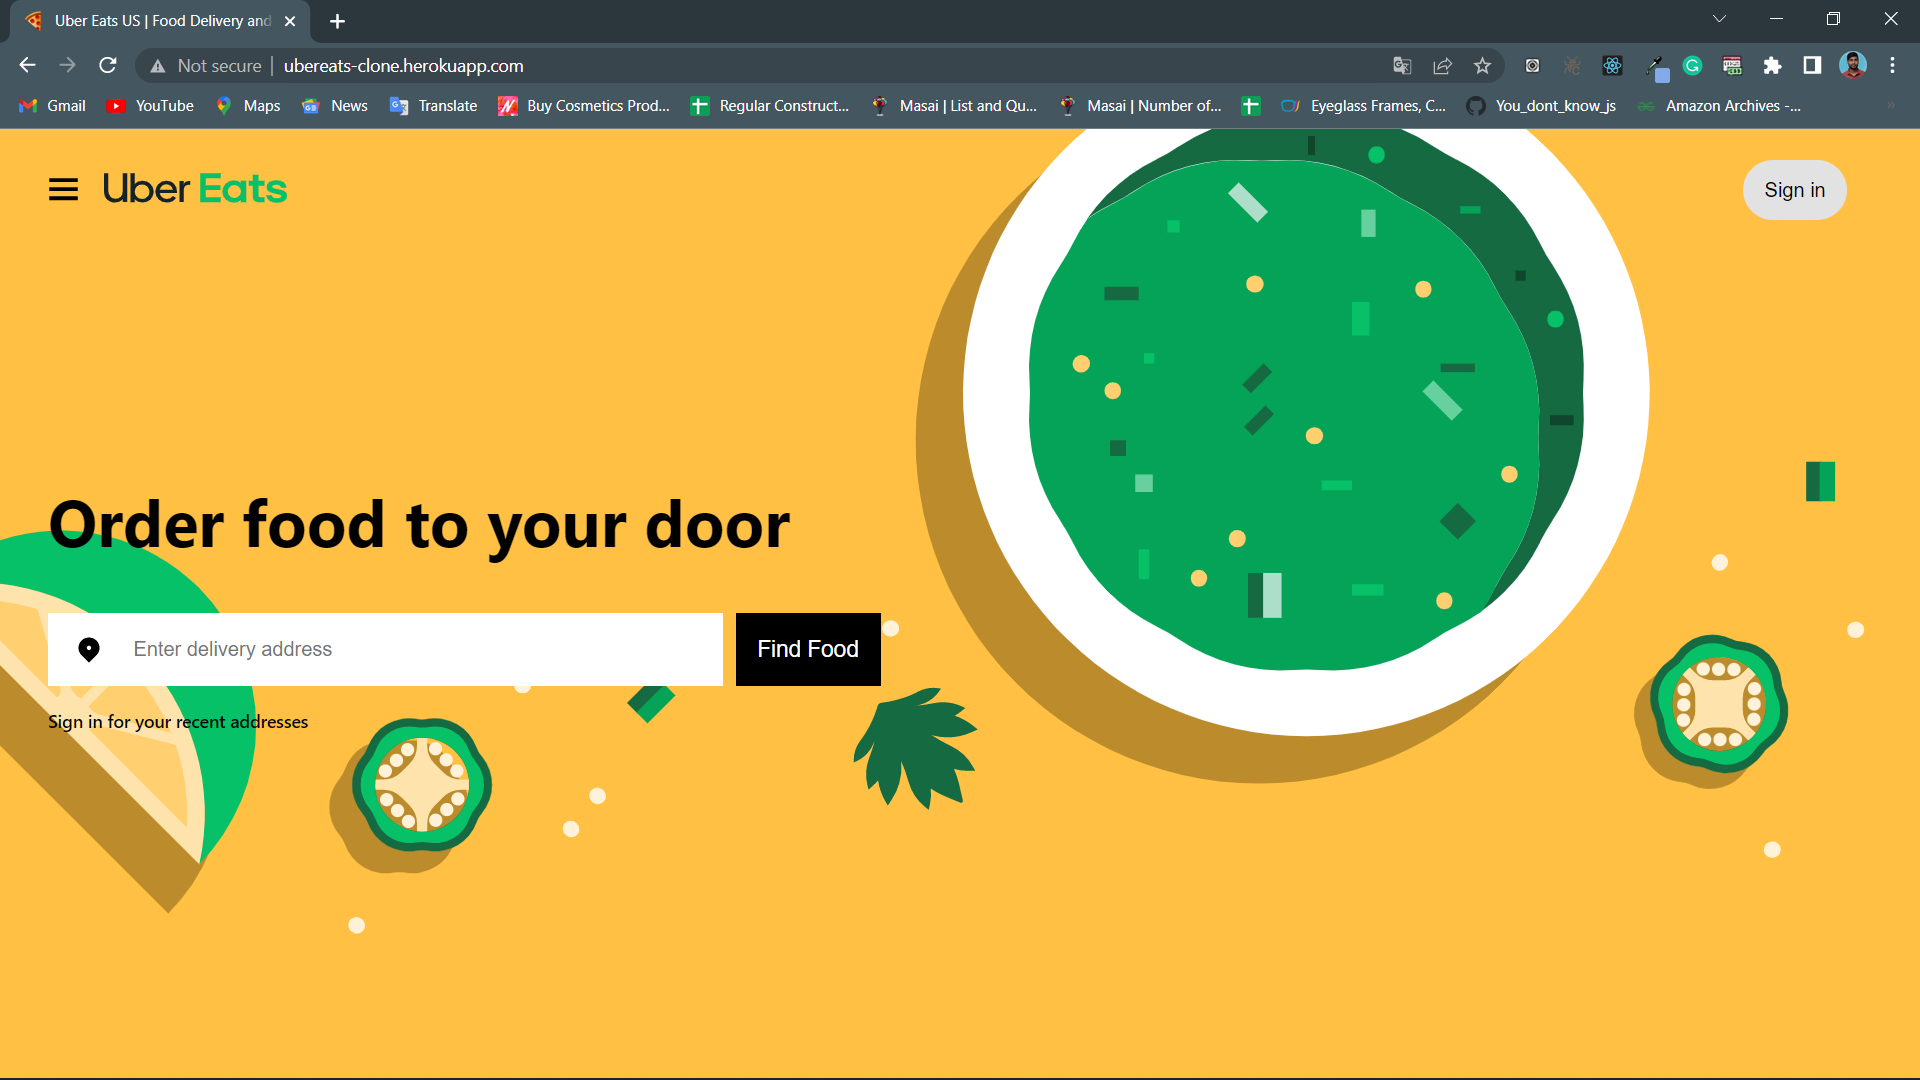 Uber Eats US | Food Delivery and
Not secure | ubereats-clone.herokuapp.com
Gmail YouTube Maps News Translate Buy Cosmetics Prod... Regular Construct... Masai | List and Qu... Masai | Number of... Eyeglass Frames, C... You_dont_know_js Amazon Archives -...
Uber Eats
Sign in
Order food to your door
Enter delivery address
Find Food
Sign in for your recent addresses